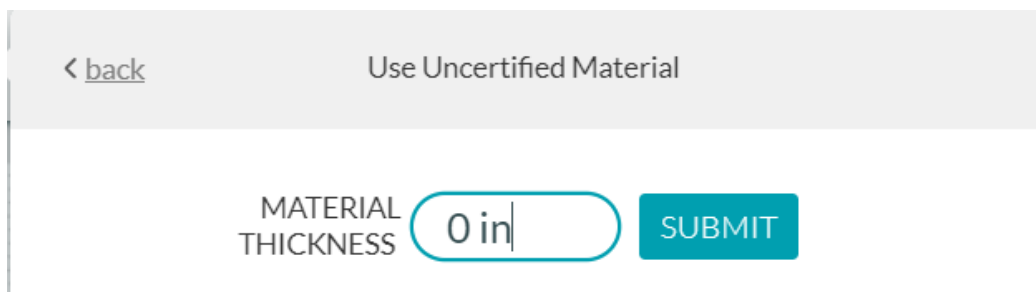 back
Use Uncertified Material
MATERIAL
THICKNESS
0 in
SUBMIT